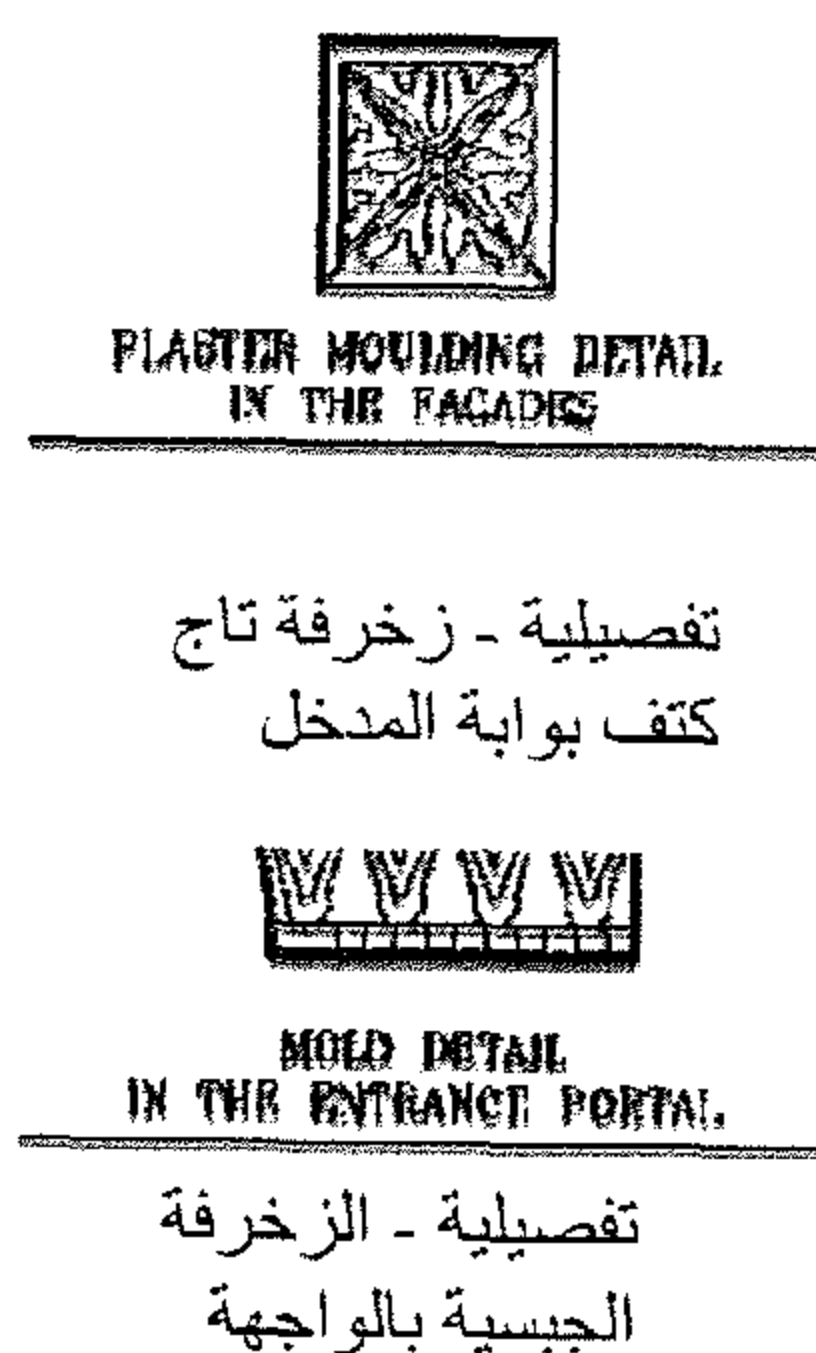 PLASTER MOULDING DETAIL
IN THE FACADES
تفصيلية - زخرفة تاج
كتف بوابة المدخل
MOLD DETAIL
IN THE ENTRANCE PORTAL
تفصيلية - الزخرفة
الجبسية بالواجهة